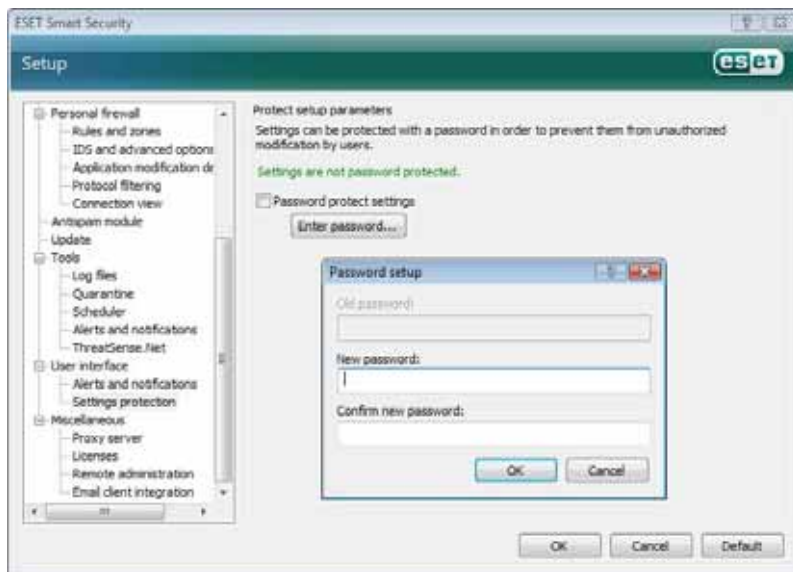 ESET Smart Security
Setup
eset
Personal firewall
Rules and zones
IDS and advanced options
Application modification de
Protocol filtering
Connection view
Antispam module
Update
Tools
Log files
Quarantine
Scheduler
Alerts and notifications
ThreatSense.Net
User interface
Alerts and notifications
Settings protection
Miscellaneous
Proxy server
Licenses
Remote administration
Email client integration
Protect setup parameters
Settings can be protected with a password in order to prevent them from unauthorized
modification by users.
Settings are not password protected.
Password protect settings
Enter password...
Password setup
Old password:
New password:
Confirm new password:
OK
Cancel
OK
Cancel
Default